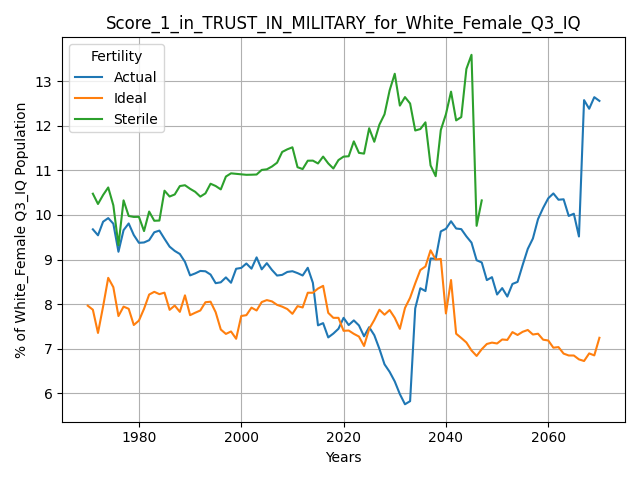 Score_1_in_TRUST_IN_MILITARY_for_White_Female_Q3_IQ
Fertility
Actual
Ideal
Sterile
% of White_Female Q3_IQ Population
13
12
11
10
9
8
7
6
1980
2000
2020
2040
2060
Years